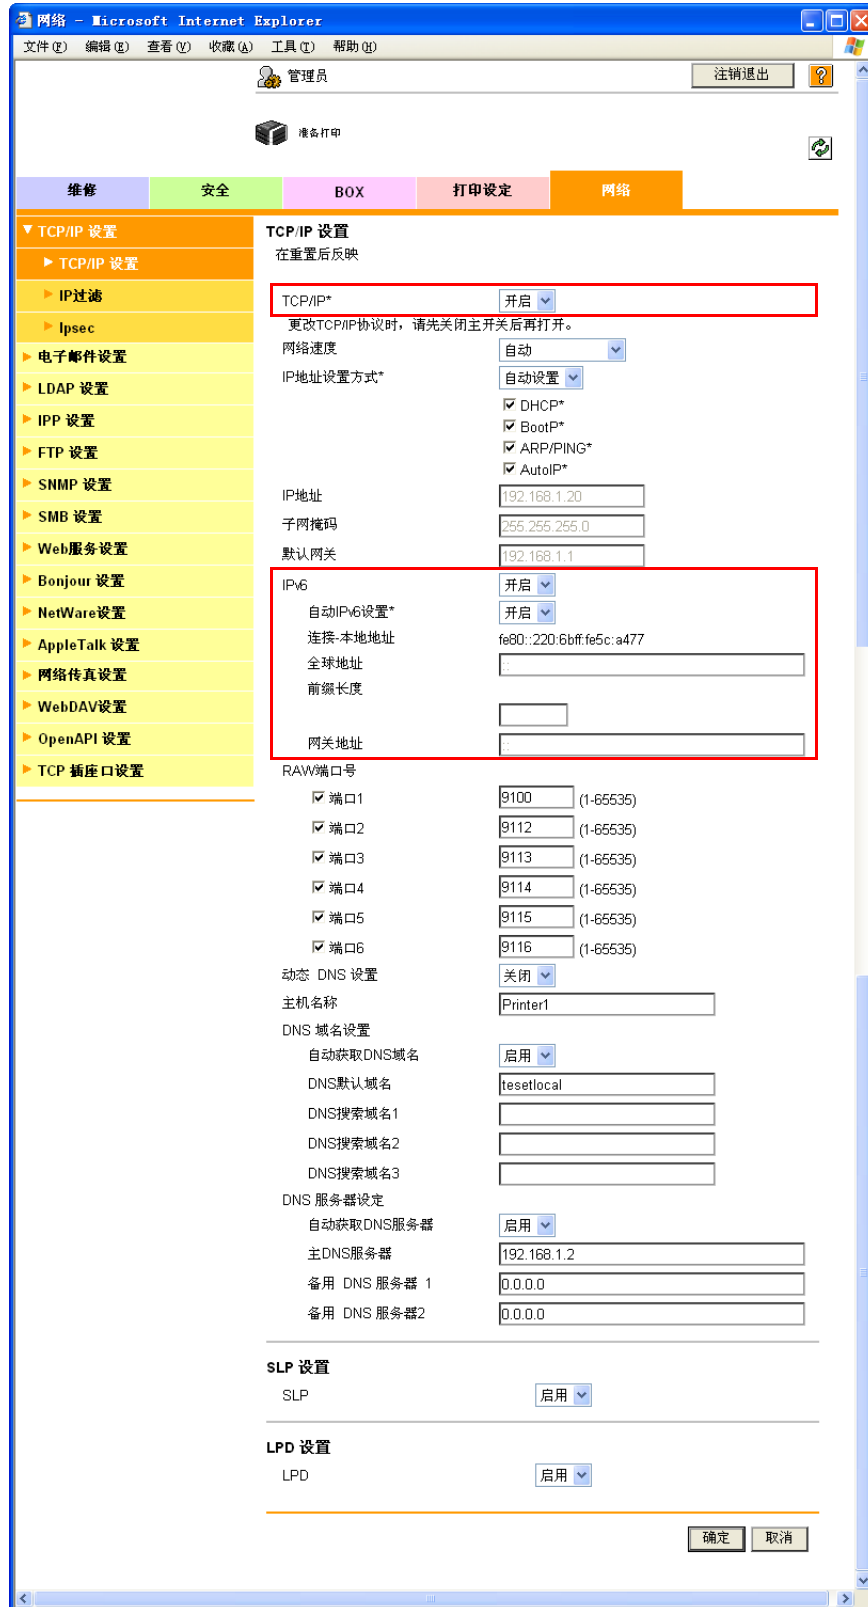 网络 - Microsoft Internet Explorer
文件(F) 编辑(E) 查看(V) 收藏(A) 工具(T) 帮助(H)
管理员 注销退出 ?
准备打印
维修 安全 BOX 打印设定 网络
TCP/IP 设置
TCP/IP 设置
IP过滤
Ipsec
电子邮件设置
LDAP 设置
IPP 设置
FTP 设置
SNMP 设置
SMB 设置
Web服务设置
Bonjour 设置
NetWare设置
AppleTalk 设置
网络传真设置
WebDAV设置
OpenAPI 设置
TCP 插座口设置
TCP/IP 设置
在重置后反映
TCP/IP* 开启
更改TCP/IP协议时，请先关闭主开关后再打开。
网络速度 自动
IP地址设置方式* 自动设置
DHCP*
BootP*
ARP/PING*
AutoIP*
IP地址 192.168.1.20
子网掩码 255.255.255.0
默认网关 192.168.1.1
IPv6 开启
自动IPv6设置* 开启
连接-本地地址 fe80::220:6bff:fe5c:a477
全球地址 ::
前缀长度
网关地址 ::
RAW端口号
端口1 9100 (1-65535)
端口2 9112 (1-65535)
端口3 9113 (1-65535)
端口4 9114 (1-65535)
端口5 9115 (1-65535)
端口6 9116 (1-65535)
动态 DNS 设置 关闭
主机名称 Printer1
DNS 域名设置
自动获取DNS域名 启用
DNS默认域名 tesetlocal
DNS搜索域名1
DNS搜索域名2
DNS搜索域名3
DNS 服务器设定
自动获取DNS服务器 启用
主DNS服务器 192.168.1.2
备用 DNS 服务器 1 0.0.0.0
备用 DNS 服务器2 0.0.0.0
SLP 设置
SLP 启用
LPD 设置
LPD 启用
确定 取消